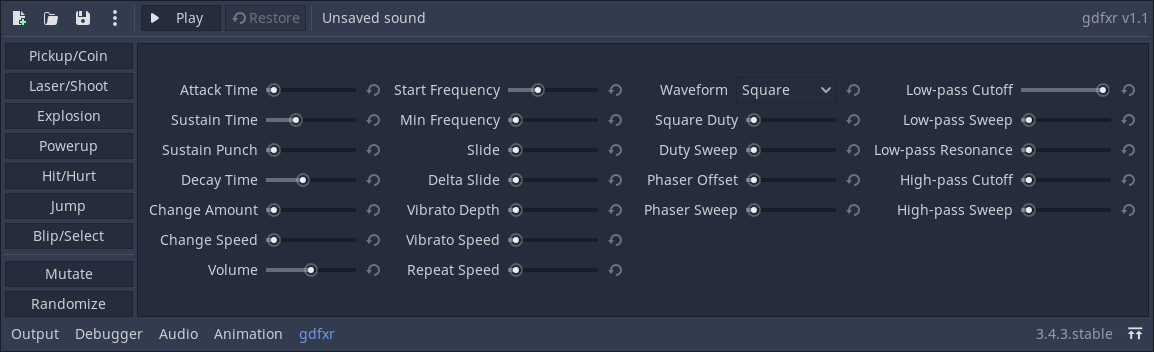 Play Restore Unsaved sound gdfxr v1.1
Pickup/Coin
Laser/Shoot
Explosion
Powerup
Hit/Hurt
Jump
Blip/Select
Mutate
Randomize
Attack Time Start Frequency Waveform Square Low-pass Cutoff
Sustain Time Min Frequency Square Duty Low-pass Sweep
Sustain Punch Slide Duty Sweep Low-pass Resonance
Decay Time Delta Slide Phaser Offset High-pass Cutoff
Change Amount Vibrato Depth Phaser Sweep High-pass Sweep
Change Speed Vibrato Speed
Volume Repeat Speed
Output Debugger Audio Animation gdfxr 3.4.3.stable